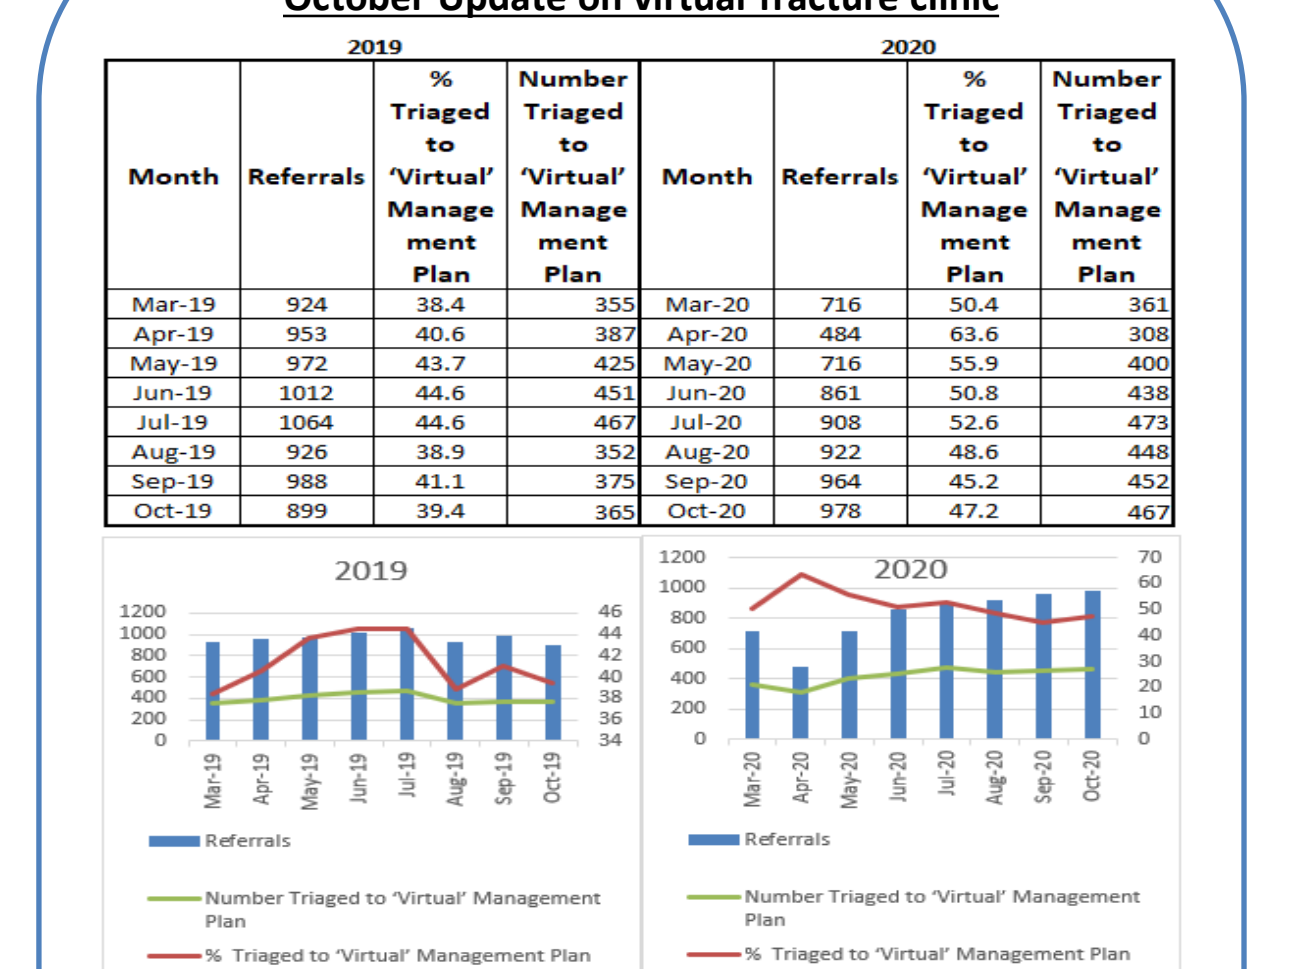 October Update on virtual fracture clinic
2019 2020
Month Referrals % Triaged to ‘Virtual’ Manage ment Plan Number Triaged to ‘Virtual’ Manage ment Plan Month Referrals % Triaged to ‘Virtual’ Manage ment Plan Number Triaged to ‘Virtual’ Manage ment Plan
Mar-19 924 38.4 355 Mar-20 716 50.4 361
Apr-19 953 40.6 387 Apr-20 484 63.6 308
May-19 972 43.7 425 May-20 716 55.9 400
Jun-19 1012 44.6 451 Jun-20 861 50.8 438
Jul-19 1064 44.6 467 Jul-20 908 52.6 473
Aug-19 926 38.9 352 Aug-20 922 48.6 448
Sep-19 988 41.1 375 Sep-20 964 45.2 452
Oct-19 899 39.4 365 Oct-20 978 47.2 467
2019
1200 46
1000 44
800 42
600 40
400 38
200 36
0 34
Mar-19 Apr-19 May-19 Jun-19 Jul-19 Aug-19 Sep-19 Oct-19
Referrals
Number Triaged to ‘Virtual’ Management
Plan
% Triaged to ‘Virtual’ Management Plan
2020
1200 70
1000 60
800 50
600 40
400 30
200 20
0 10
0
Mar-20 Apr-20 May-20 Jun-20 Jul-20 Aug-20 Sep-20 Oct-20
Referrals
Number Triaged to ‘Virtual’ Management
Plan
% Triaged to ‘Virtual’ Management Plan